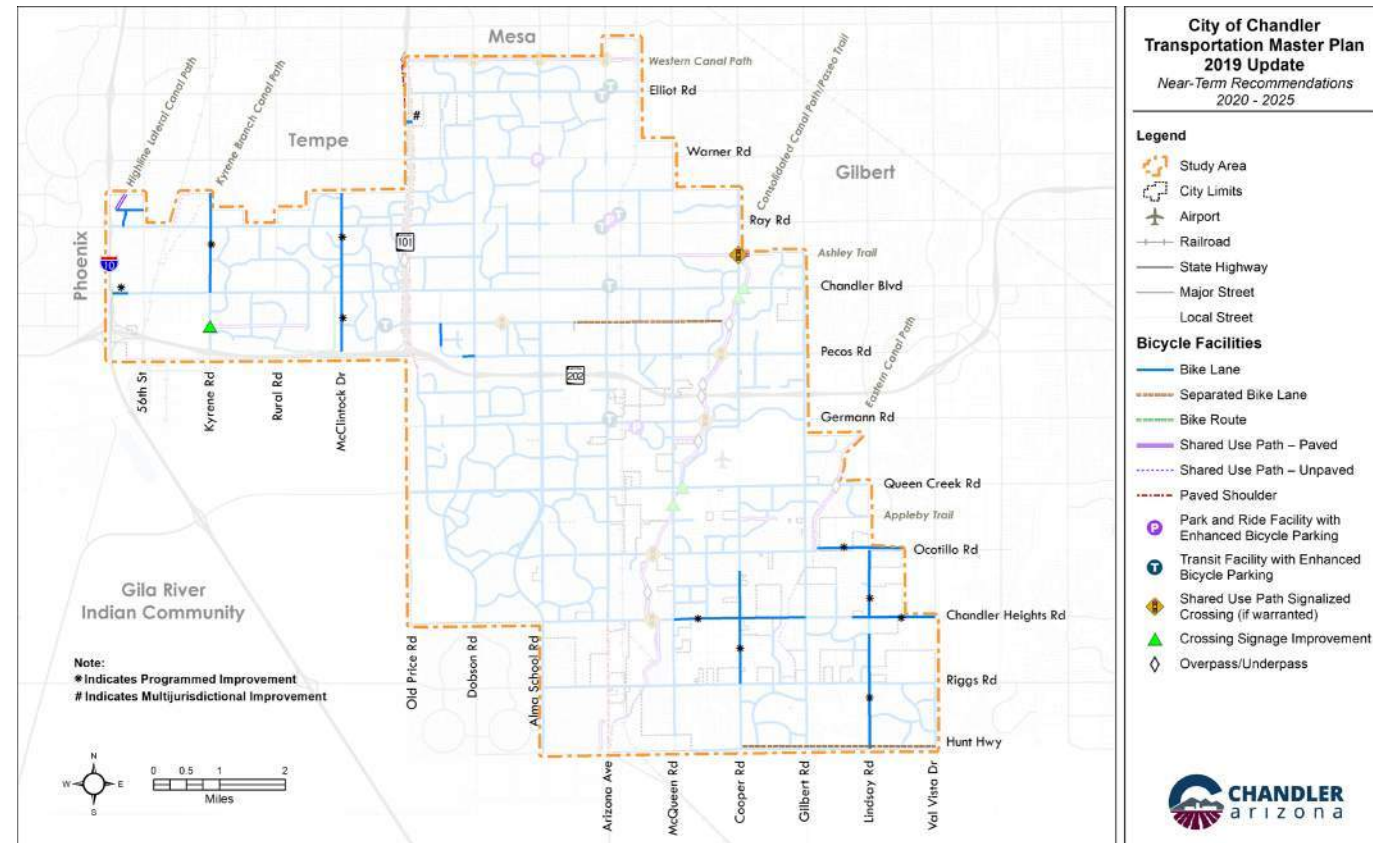 Mesa
Western Canal Path
Elliot Rd
Highline Lateral Canal Path
Kyrene Branch Canal Path
Tempe
#
Warner Rd
Consolidated Canal Path/Paseo Trail
Gilbert
Ray Rd
Phoenix
10
101
Ashley Trail
Chandler Blvd
Pecos Rd
202
Eastern Canal Path
56th St
Kyrene Rd
Rural Rd
McClintock Dr
Germann Rd
Queen Creek Rd
Appleby Trail
Ocotillo Rd
Gila River
Indian Community
Chandler Heights Rd
Old Price Rd
Dobson Rd
Alma School Rd
Riggs Rd
Hunt Hwy
Arizona Ave
McQueen Rd
Cooper Rd
Gilbert Rd
Lindsay Rd
Val Vista Dr
Note:
* Indicates Programmed Improvement
# Indicates Multijurisdictional Improvement
N
W E
S
0 0.5 1 2
Miles
City of Chandler
Transportation Master Plan
2019 Update
Near-Term Recommendations
2020 - 2025
Legend
Study Area
City Limits
Airport
Railroad
State Highway
Major Street
Local Street
Bicycle Facilities
Bike Lane
Separated Bike Lane
Bike Route
Shared Use Path – Paved
Shared Use Path – Unpaved
Paved Shoulder
P Park and Ride Facility with
Enhanced Bicycle Parking
T Transit Facility with Enhanced
Bicycle Parking
Shared Use Path Signalized
Crossing (if warranted)
Crossing Signage Improvement
Overpass/Underpass
CHANDLER
arizona